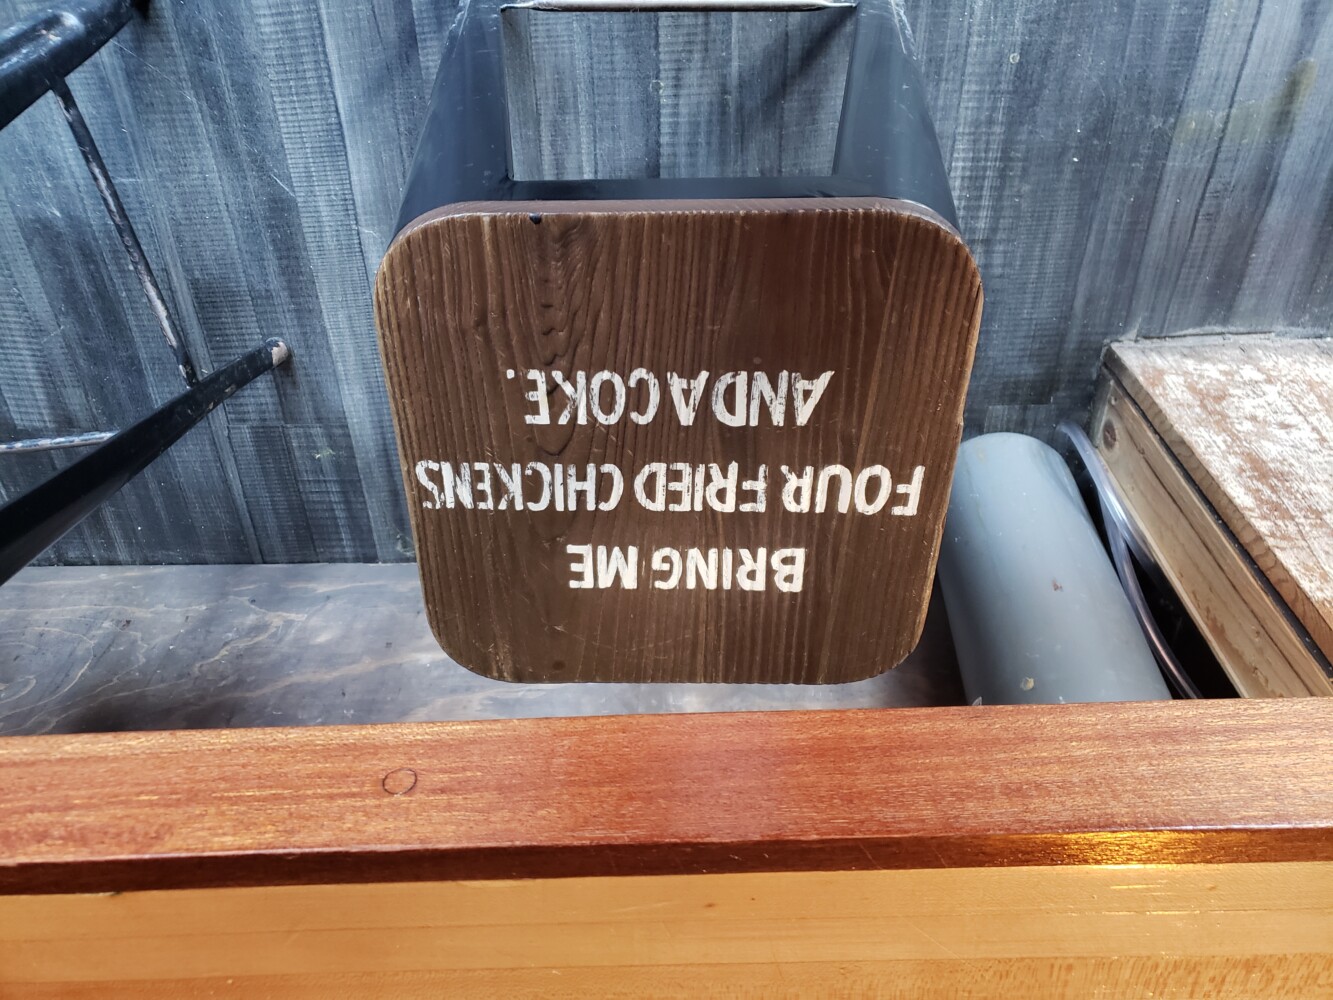 BRING ME
FOUR FRIED CHICKENS
AND A COKE.